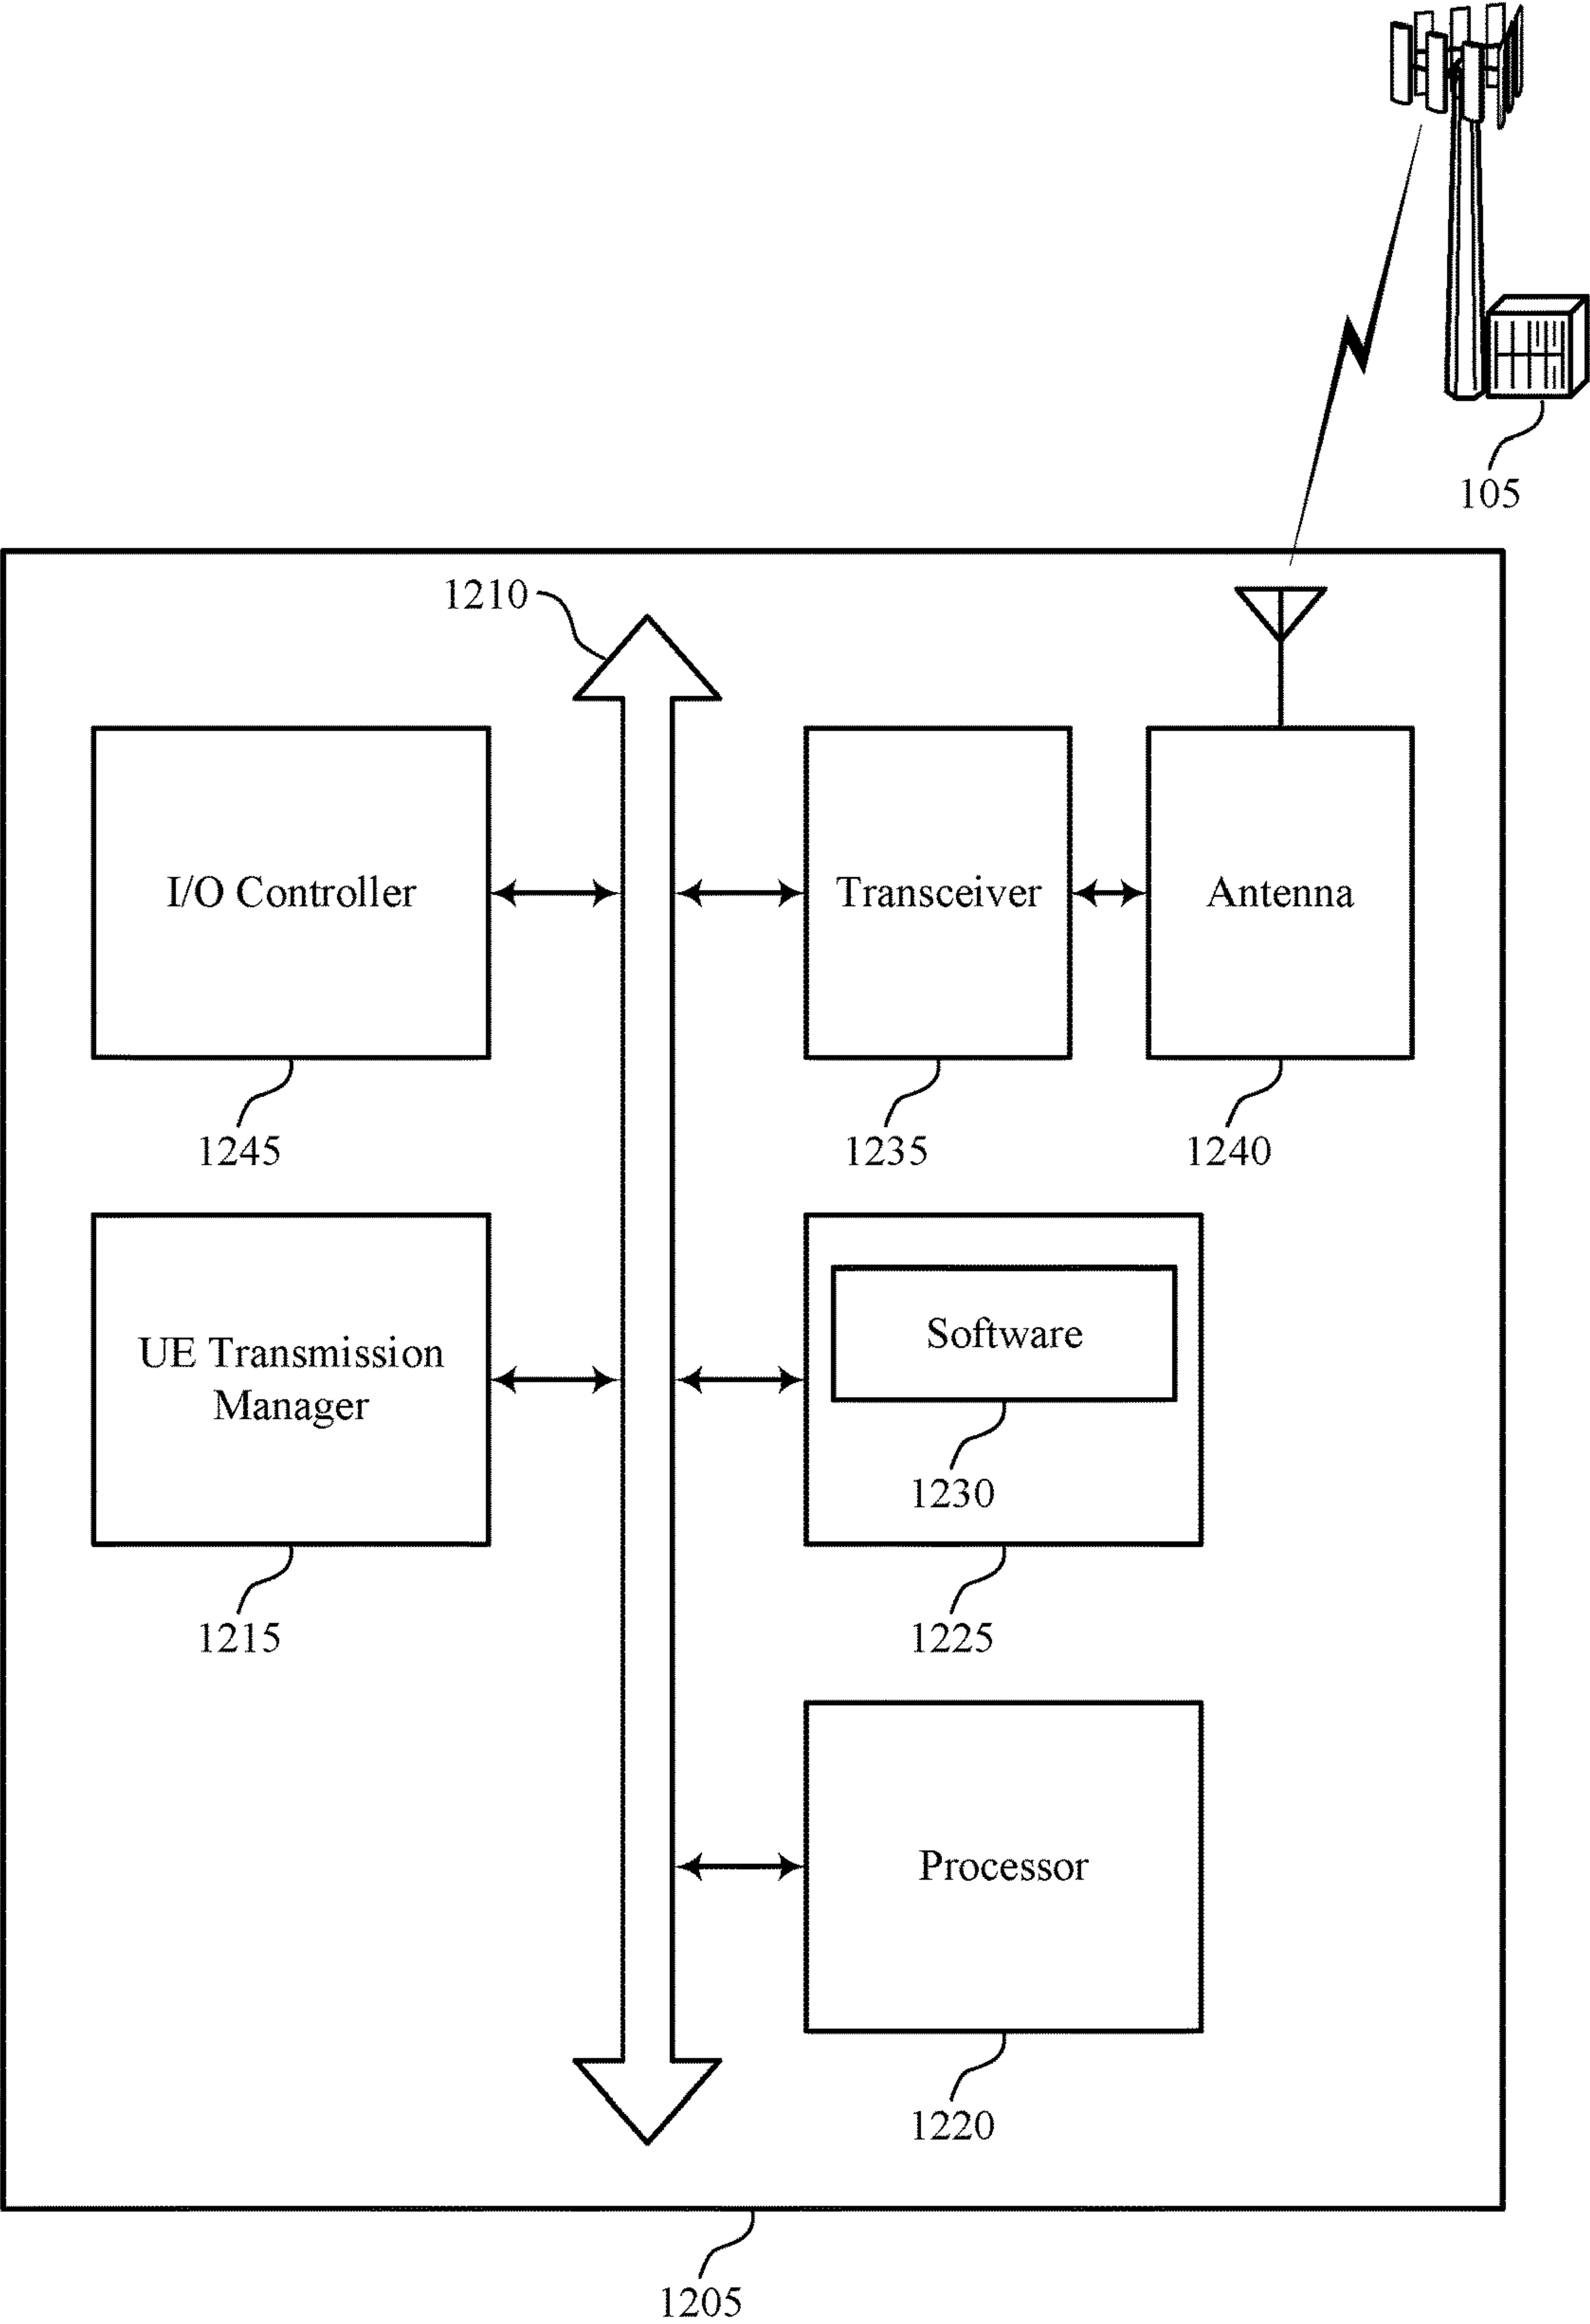 105
1210
I/O Controller
Transceiver
Antenna
1245
1235
1240
UE Transmission
Manager
Software
1230
1215
1225
Processor
1220
1205